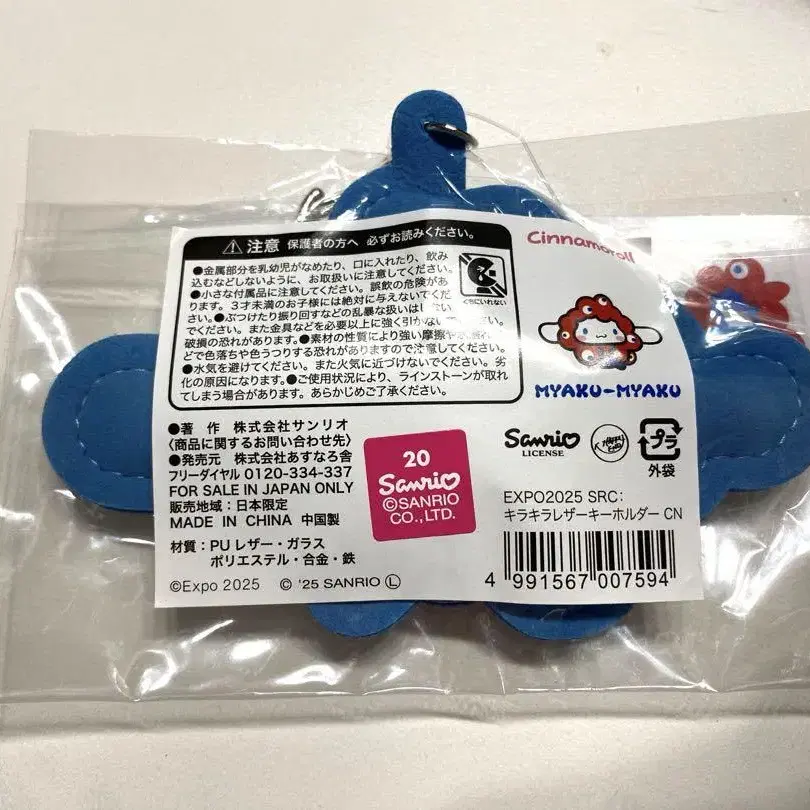 ⚠注意 保護者の方へ 必ずお読みください。
●金属部分を乳幼児がなめたり、口に入れたり、飲み
込むなどしないように、お取扱いに注意してください。
●小さな付属品に注意してください。誤飲の危険があ
ります。3才未満のお子様には絶対に与えないでくだ
さい。●ぶつけたり振り回すなどの乱暴な扱いはしない
でください。また金具などを必要以上に強く引かない
破損の恐れがあります。●素材の性質により強い摩擦や
どで色落ちや色うつりする恐れがありますので注意してください。
●水気を避けてください。また火気に近づけないでください。劣
化の原因になります。●ご使用状況により、ラインストーンが取れ
てしまう場合があります。あらかじめご了承ください。
口にいれない
Cinnamoroll
MYAKU-MYAKU
●著 作 株式会社サンリオ
〈商品に関するお問い合わせ先〉
●発売元 株式会社あすなろ舎
フリーダイヤル 0120-334-337
FOR SALE IN JAPAN ONLY
販売地域：日本限定
MADE IN CHINA 中国製
材質：PUレザー・ガラス
ポリエステル・合金・鉄
©Expo 2025 © '25 SANRIO Ⓛ
20
Sanrio
©SANRIO
CO.,LTD.
Sanrio
LICENSE
プラ
外袋
EXPO2025 SRC:
キラキラレザーキーホルダー CN
4 991567 007594